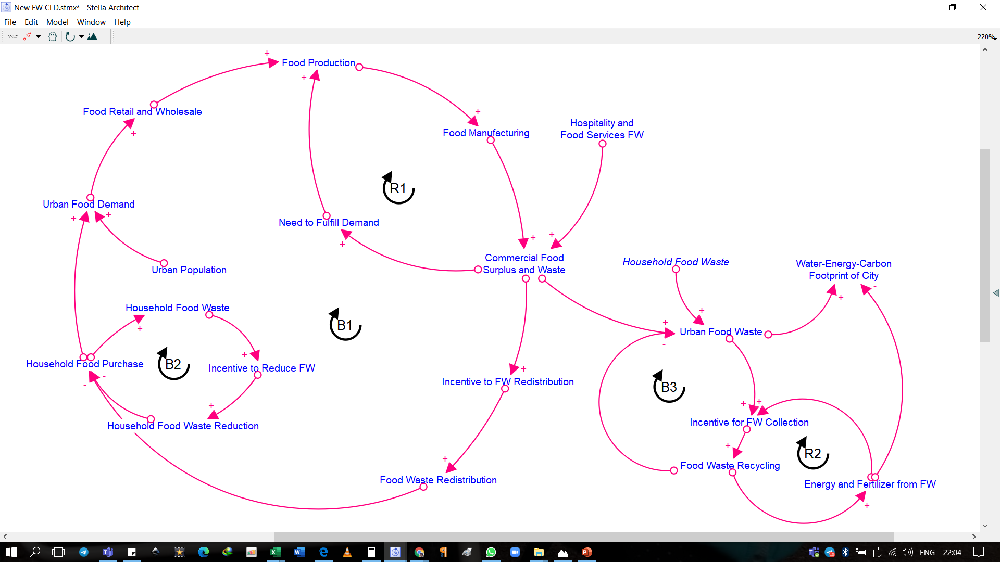 New FW CLD.stmx* - Stella Architect
File Edit Model Window Help
var
220%
+
Food Production
+
Food Retail and Wholesale
+
+
Food Manufacturing
Hospitality and
Food Services FW
R1
Urban Food Demand
+
+
Need to Fulfill Demand
+
+
+
Commercial Food
Surplus and Waste
Household Food Waste
Water-Energy-Carbon
Footprint of City
-
+
Urban Population
Household Food Waste
+
B1
+
+
Urban Food Waste
-
+
Household Food Purchase
-
-
B2
Incentive to Reduce FW
+
Incentive to FW Redistribution
B3
+
Household Food Waste Reduction
+
+
Incentive for FW Collection
+
R2
+
Food Waste Recycling
Food Waste Redistribution
Energy and Fertilizer from FW
+
ENG 22:04